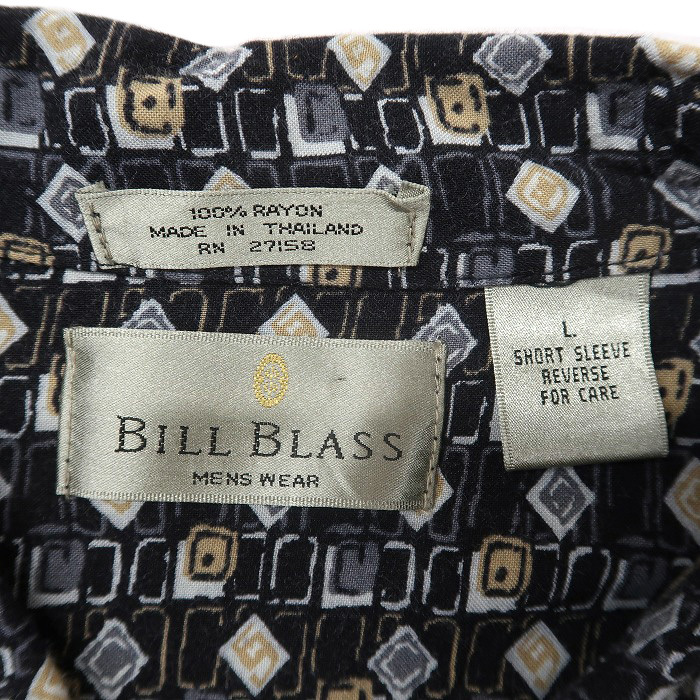 100% RAYON
MADE IN THAILAND
RN 27158
BILL BLASS
MENS WEAR
L
SHORT SLEEVE
REVERSE
FOR CARE